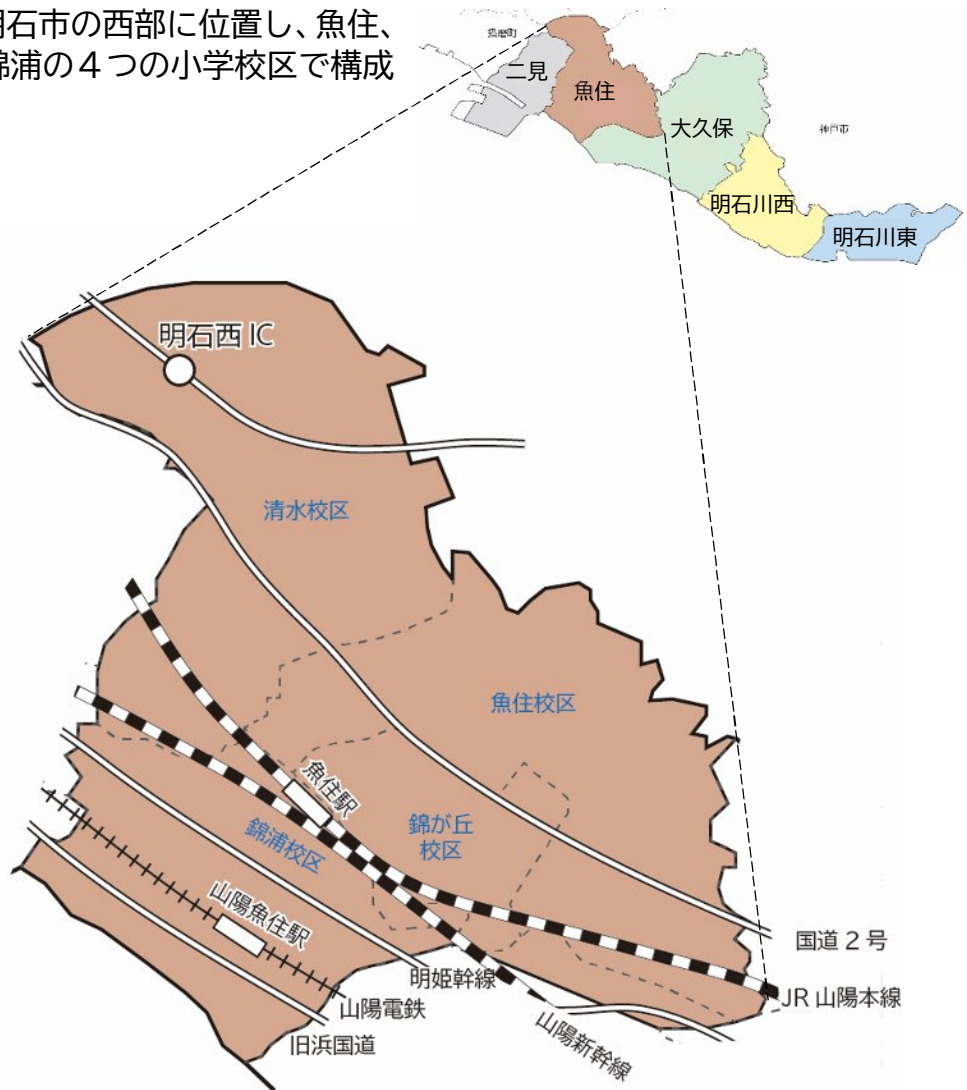 明石市の西部に位置し、魚住、
錦浦の4つの小学校区で構成
播磨町
二見
魚住
大久保
神戸市
明石川西
明石川東
明石西 IC
清水校区
魚住校区
魚住駅
錦が丘
校区
錦浦校区
山陽魚住駅
国道 2 号
明姫幹線
JR 山陽本線
山陽電鉄
山陽新幹線
旧浜国道